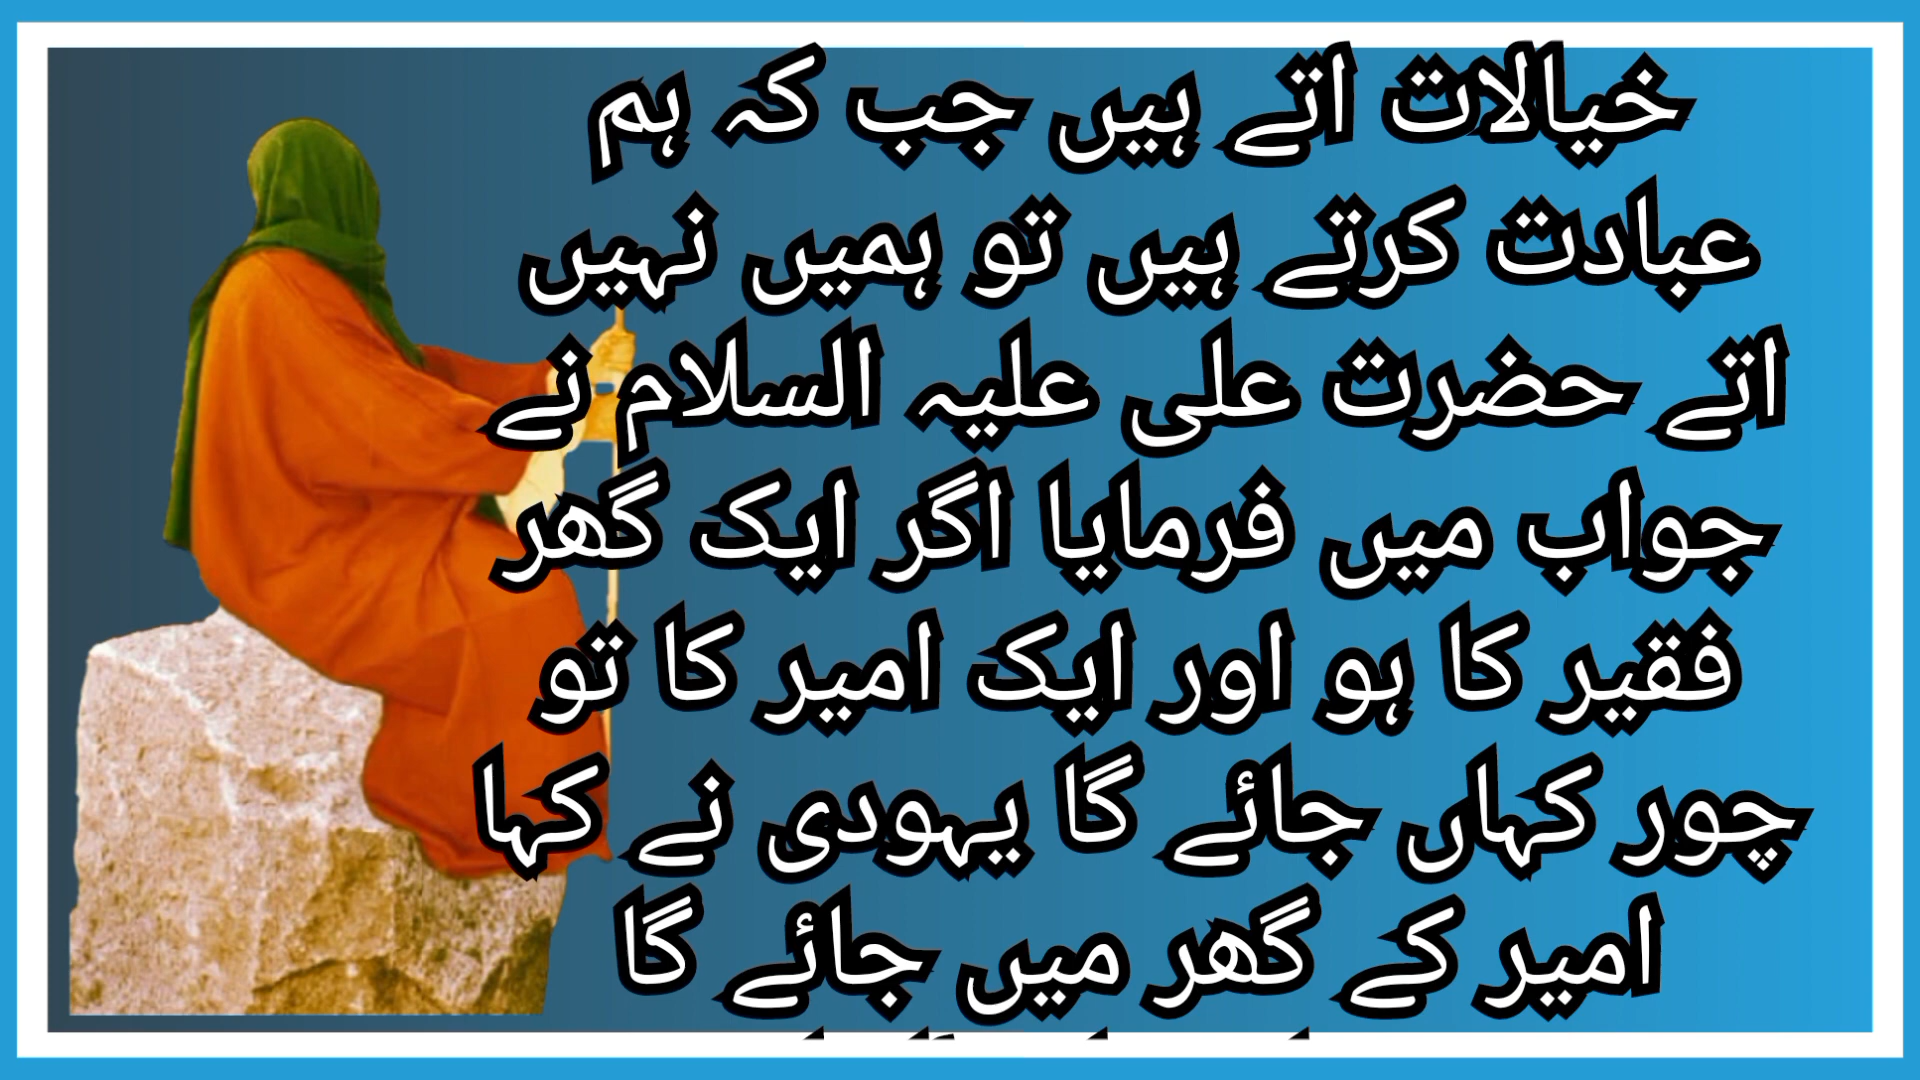 خیالات اتے ہیں جب کہ ہم
عبادت کرتے ہیں تو ہمیں نہیں
اتے حضرت علی علیہ السلام نے
جواب میں فرمایا اگر ایک گھر
فقیر کا ہو اور ایک امیر کا تو
چور کہاں جائے گا یہودی نے کہا
امیر کے گھر میں جائے گا